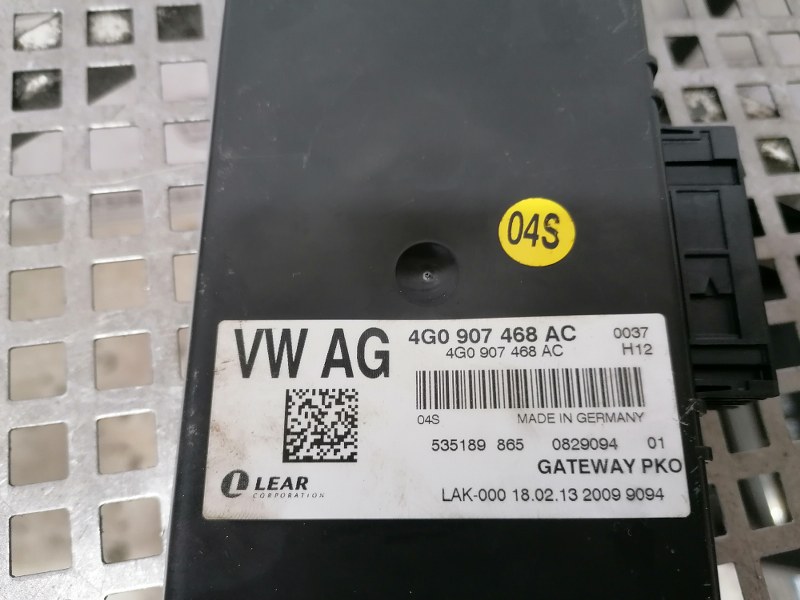 04S
VW AG
4G0 907 468 AC
0037
4G0 907 468 AC
H12
04S
MADE IN GERMANY
535189 865 0829094 01
GATEWAY PKO
LEAR
CORPORATION
LAK-000 18.02.13 2009 9094